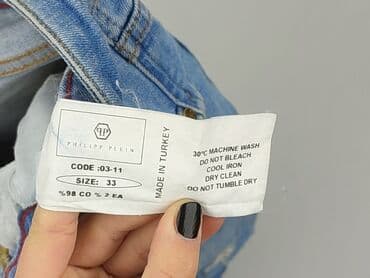 PHILIPP PLEIN
CODE :03-11
SIZE: 33
%98 CO % 2 EA
MADE IN TURKEY
30°C MACHINE WASH
DO NOT BLEACH
COOL IRON
DRY CLEAN
DO NOT TUMBLE DRY